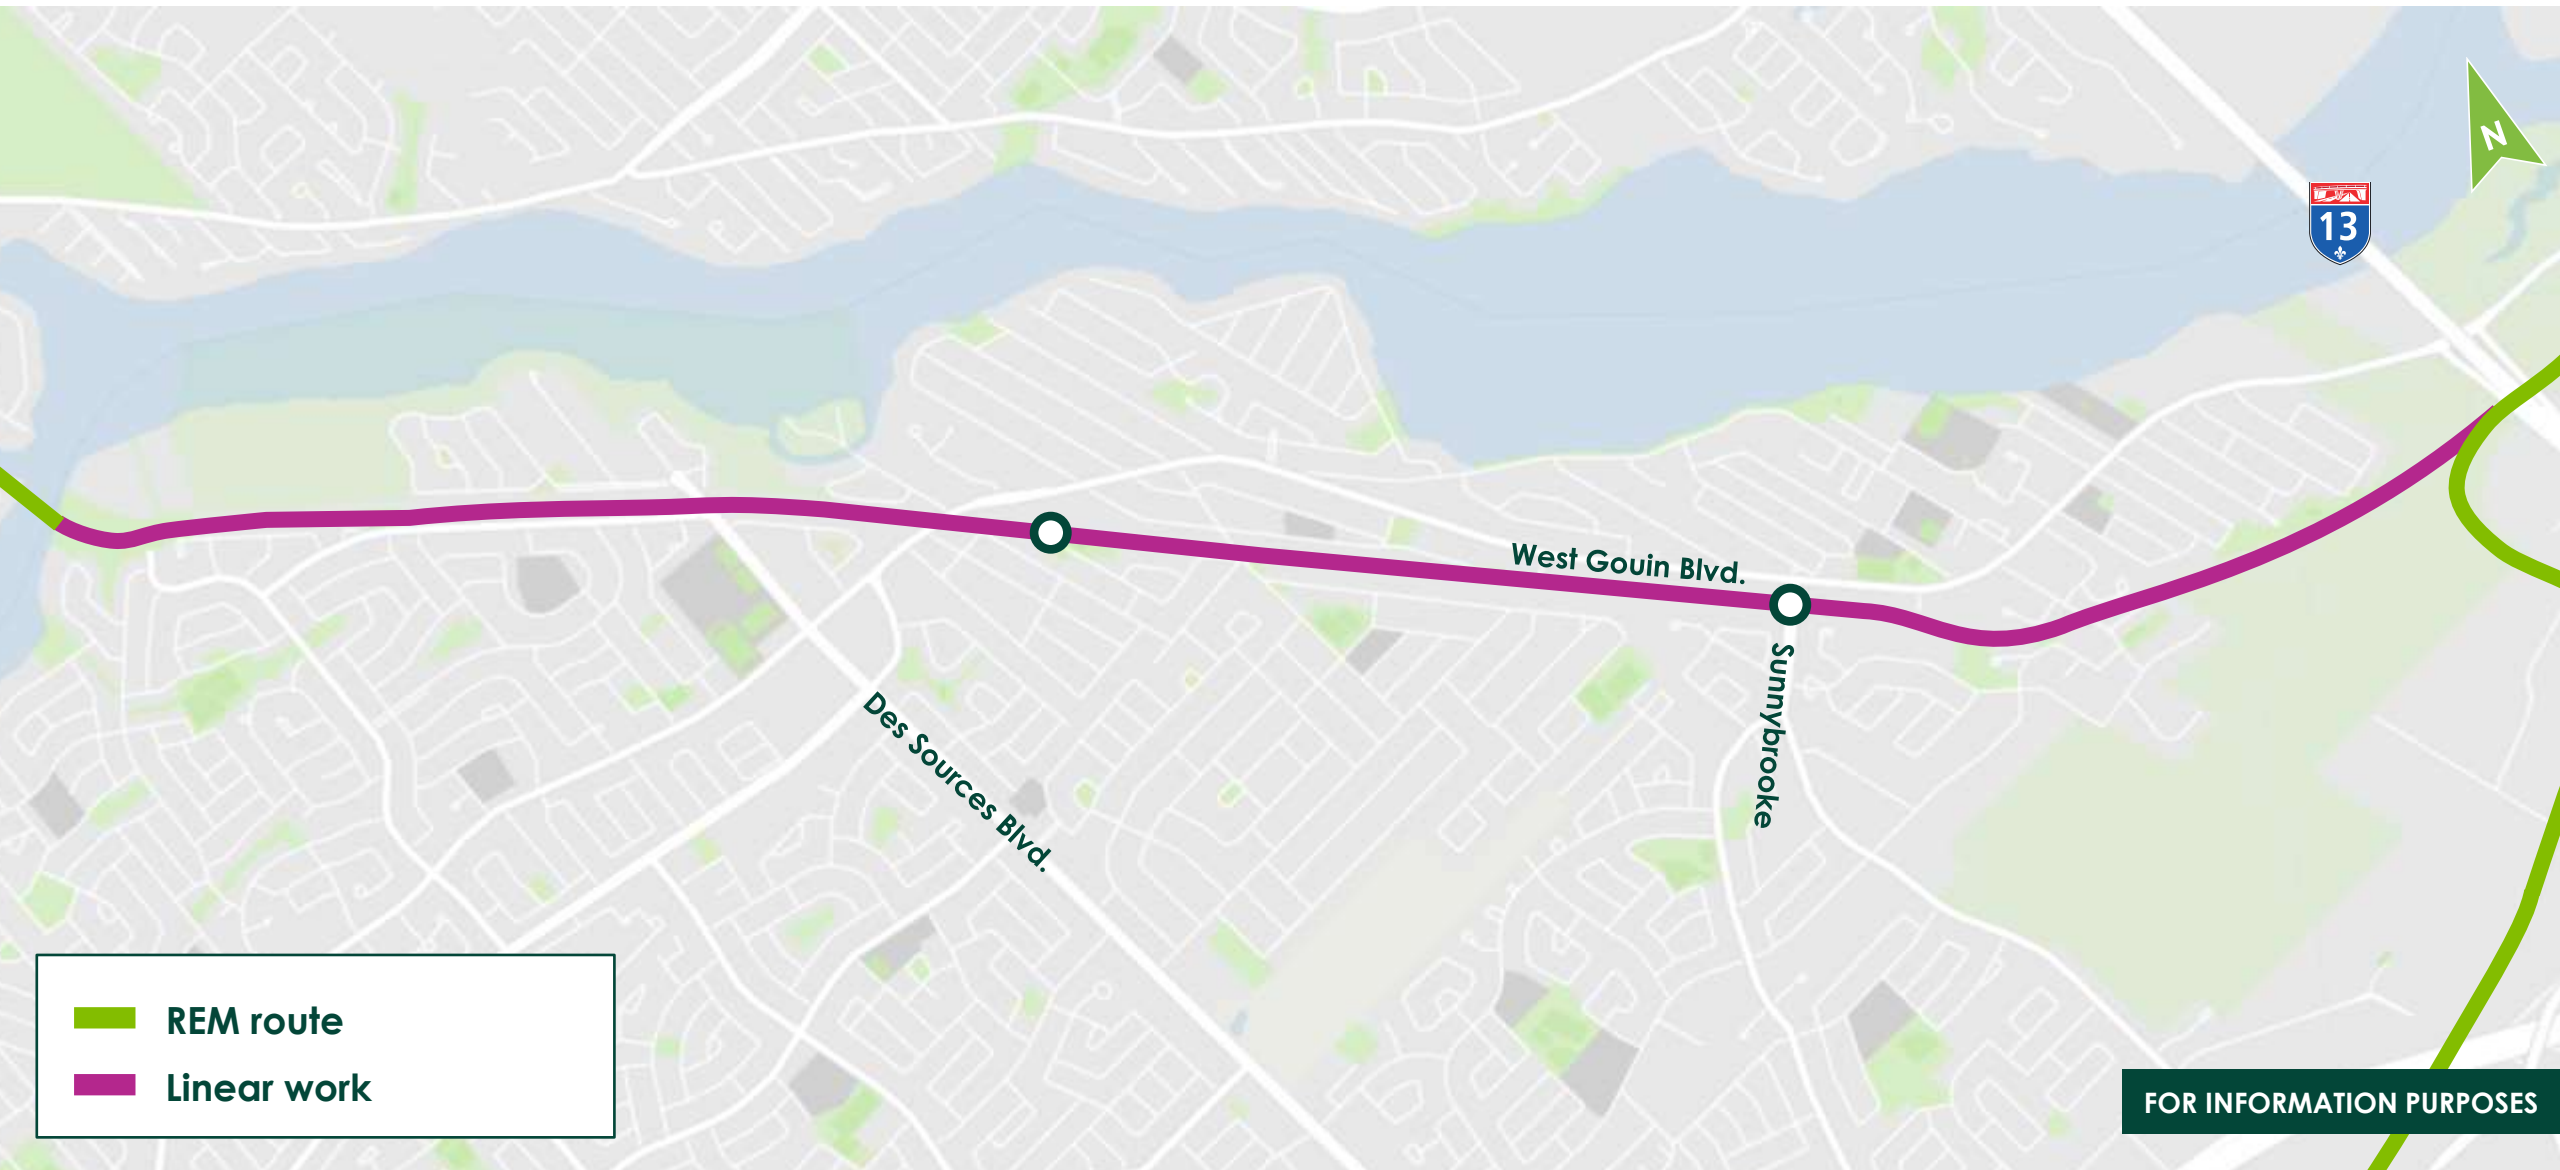 N
13
West Gouin Blvd.
Sunnybrooke
Des Sources Blvd.
REM route
Linear work
FOR INFORMATION PURPOSES